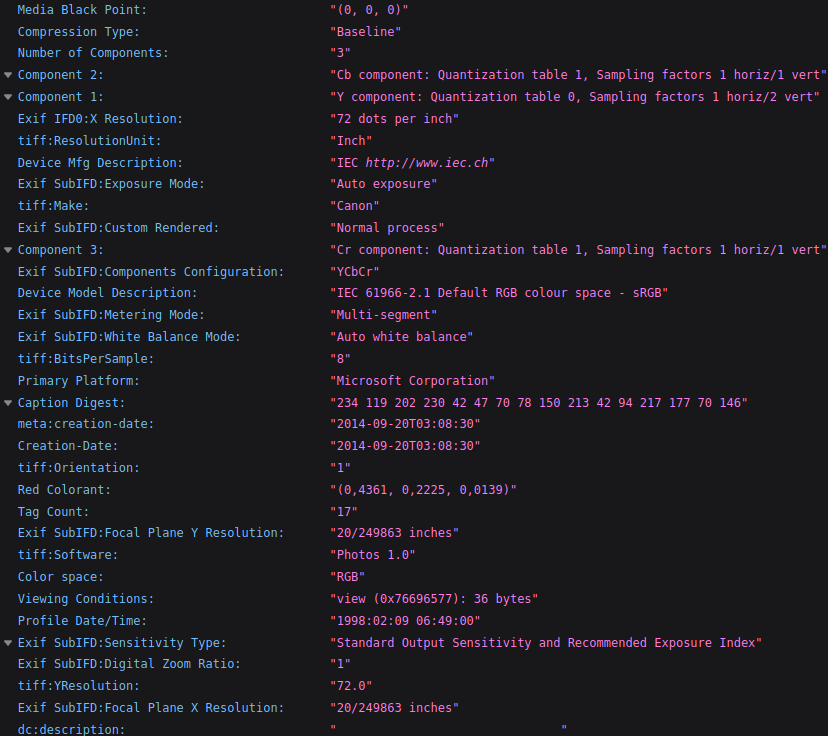 Media Black Point: "(0, 0, 0)"
Compression Type: "Baseline"
Number of Components: "3"
Component 2: "Cb component: Quantization table 1, Sampling factors 1 horiz/1 vert"
Component 1: "Y component: Quantization table 0, Sampling factors 1 horiz/2 vert"
Exif IFD0:X Resolution: "72 dots per inch"
tiff:ResolutionUnit: "Inch"
Device Mfg Description: "IEC http://www.iec.ch"
Exif SubIFD:Exposure Mode: "Auto exposure"
tiff:Make: "Canon"
Exif SubIFD:Custom Rendered: "Normal process"
Component 3: "Cr component: Quantization table 1, Sampling factors 1 horiz/1 vert"
Exif SubIFD:Components Configuration: "YCbCr"
Device Model Description: "IEC 61966-2.1 Default RGB colour space - sRGB"
Exif SubIFD:Metering Mode: "Multi-segment"
Exif SubIFD:White Balance Mode: "Auto white balance"
tiff:BitsPerSample: "8"
Primary Platform: "Microsoft Corporation"
Caption Digest: "234 119 202 230 42 47 70 78 150 213 42 94 217 177 70 146"
meta:creation-date: "2014-09-20T03:08:30"
Creation-Date: "2014-09-20T03:08:30"
tiff:Orientation: "1"
Red Colorant: "(0,4361, 0,2225, 0,0139)"
Tag Count: "17"
Exif SubIFD:Focal Plane Y Resolution: "20/249863 inches"
tiff:Software: "Photos 1.0"
Color space: "RGB"
Viewing Conditions: "view (0x76696577): 36 bytes"
Profile Date/Time: "1998:02:09 06:49:00"
Exif SubIFD:Sensitivity Type: "Standard Output Sensitivity and Recommended Exposure Index"
Exif SubIFD:Digital Zoom Ratio: "1"
tiff:YResolution: "72.0"
Exif SubIFD:Focal Plane X Resolution: "20/249863 inches"
dc:description: " "